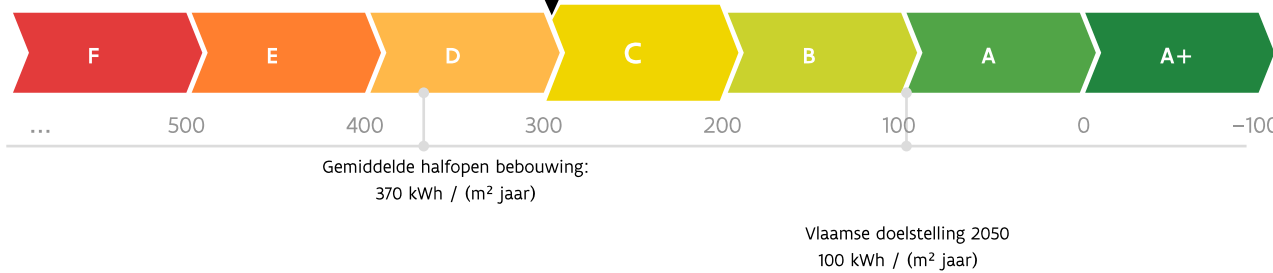 F E D C B A A+
... 500 400 300 200 100 0 −100
Gemiddelde halfopen bebouwing:
370 kWh / (m² jaar)
Vlaamse doelstelling 2050
100 kWh / (m² jaar)